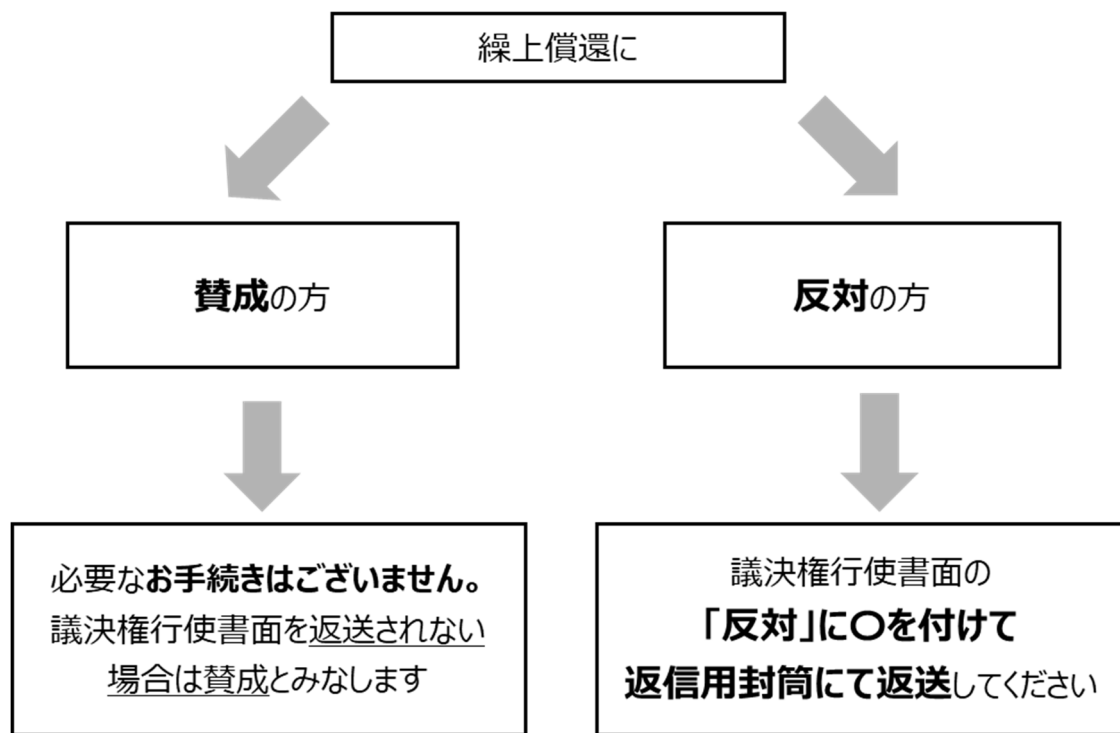 繰上償還に
賛成の方
反対の方
必要なお手続きはございません。
議決権行使書面を返送されない
場合は賛成とみなします
議決権行使書面の
「反対」に〇を付けて
返信用封筒にて返送してください